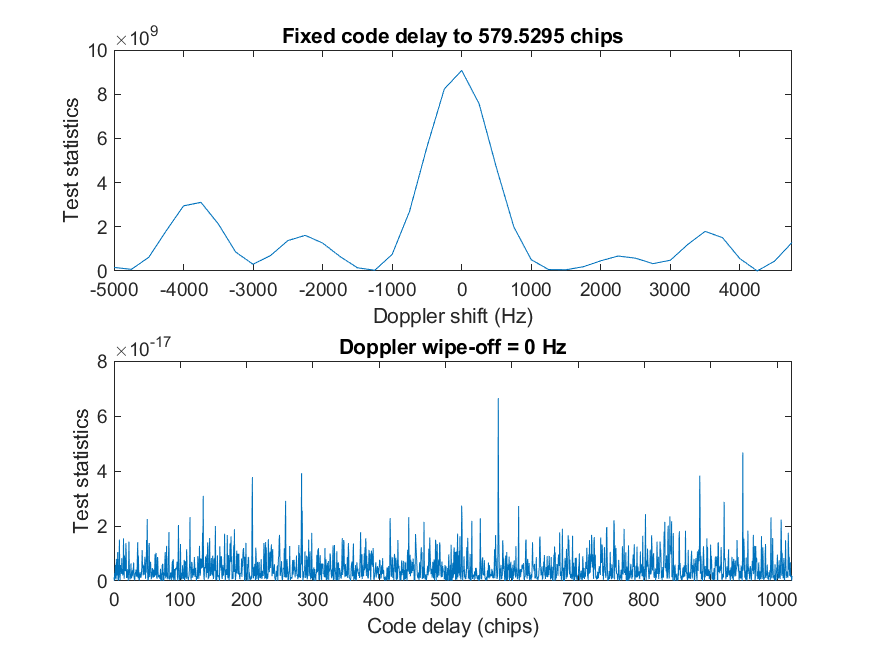 ×10^9
Fixed code delay to 579.5295 chips
10
8
6
4
2
0
Test statistics
-5000 -4000 -3000 -2000 -1000 0 1000 2000 3000 4000
Doppler shift (Hz)
×10^-17
Doppler wipe-off = 0 Hz
8
6
4
2
0
Test statistics
0 100 200 300 400 500 600 700 800 900 1000
Code delay (chips)